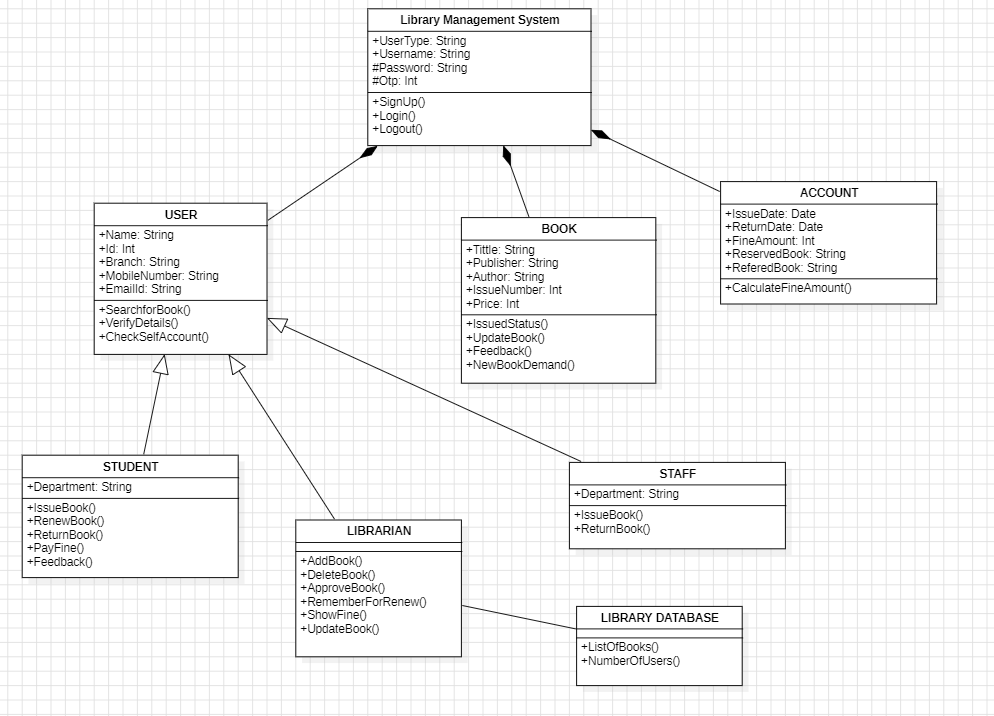 Library Management System
+UserType: String
+Username: String
#Password: String
#Otp: Int
+SignUp()
+Login()
+Logout()
USER
+Name: String
+Id: Int
+Branch: String
+MobileNumber: String
+EmailId: String
+SearchforBook()
+VerifyDetails()
+CheckSelfAccount()
BOOK
+Tittle: String
+Publisher: String
+Author: String
+IssueNumber: Int
+Price: Int
+IssuedStatus()
+UpdateBook()
+Feedback()
+NewBookDemand()
ACCOUNT
+IssueDate: Date
+ReturnDate: Date
+FineAmount: Int
+ReservedBook: String
+ReferedBook: String
+CalculateFineAmount()
STUDENT
+Department: String
+IssueBook()
+RenewBook()
+ReturnBook()
+PayFine()
+Feedback()
LIBRARIAN
+AddBook()
+DeleteBook()
+ApproveBook()
+RememberForRenew()
+ShowFine()
+UpdateBook()
STAFF
+Department: String
+IssueBook()
+ReturnBook()
LIBRARY DATABASE
+ListOfBooks()
+NumberOfUsers()